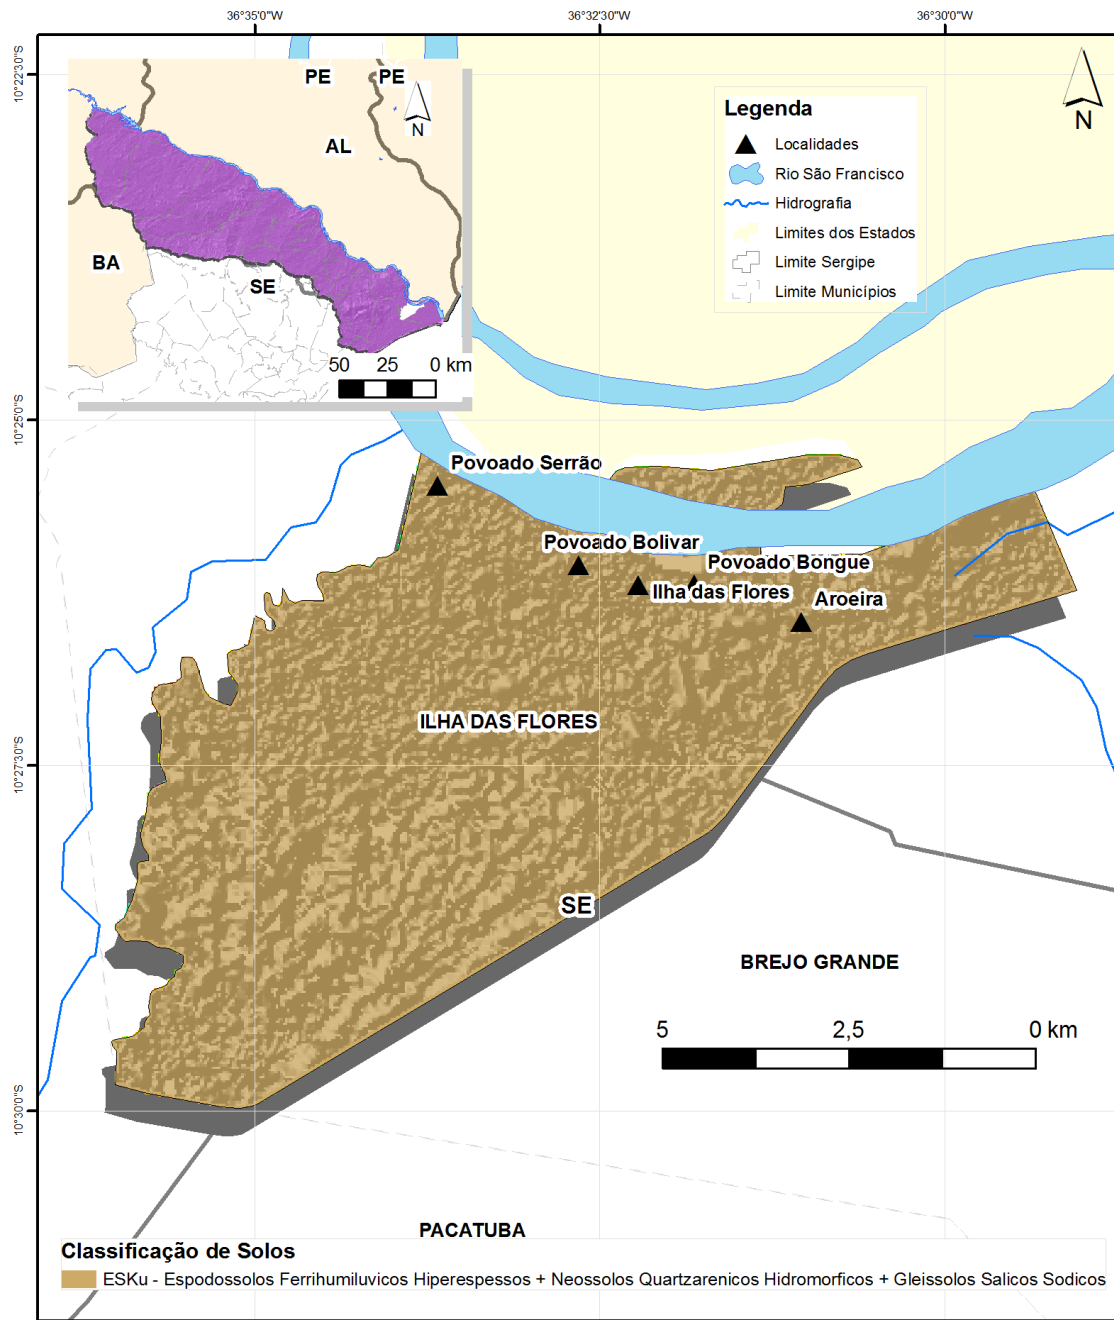 36°35'0"W
36°32'30"W
36°30'0"W
10°22'30"S
10°25'0"S
10°27'30"S
10°30'0"S
PE
PE
AL
N
BA
SE
50 25 0 km
N
Legenda
Localidades
Rio São Francisco
Hidrografia
Limites dos Estados
Limite Sergipe
Limite Municípios
Povoado Serrão
Povoado Bolivar
Povoado Bongue
Ilha das Flores
Aroeira
ILHA DAS FLORES
SE
BREJO GRANDE
5 2,5 0 km
PACATUBA
Classificação de Solos
ESKu - Espodossolos Ferrihumiluvicos Hiperespessos + Neossolos Quartzarenicos Hidromorficos + Gleissolos Salicos Sodicos